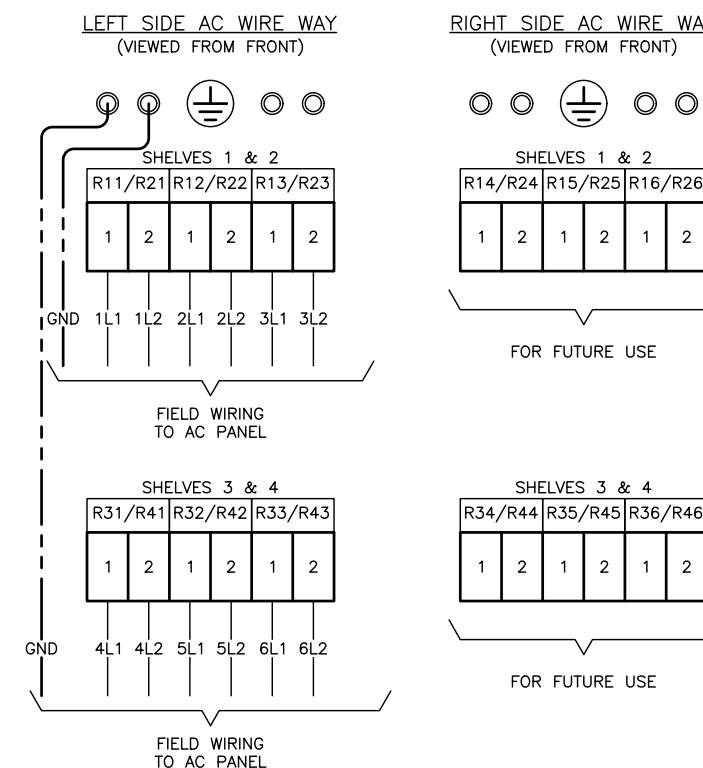 LEFT SIDE AC WIRE WAY
(VIEWED FROM FRONT)
SHELVES 1 & 2
R11/R21 R12/R22 R13/R23
1 2 1 2 1 2
GND 1L1 1L2 2L1 2L2 3L1 3L2
FIELD WIRING
TO AC PANEL
SHELVES 3 & 4
R31/R41 R32/R42 R33/R43
1 2 1 2 1 2
GND 4L1 4L2 5L1 5L2 6L1 6L2
FIELD WIRING
TO AC PANEL
RIGHT SIDE AC WIRE WA
(VIEWED FROM FRONT)
SHELVES 1 & 2
R14/R24 R15/R25 R16/R26
1 2 1 2 1 2
FOR FUTURE USE
SHELVES 3 & 4
R34/R44 R35/R45 R36/R46
1 2 1 2 1 2
FOR FUTURE USE